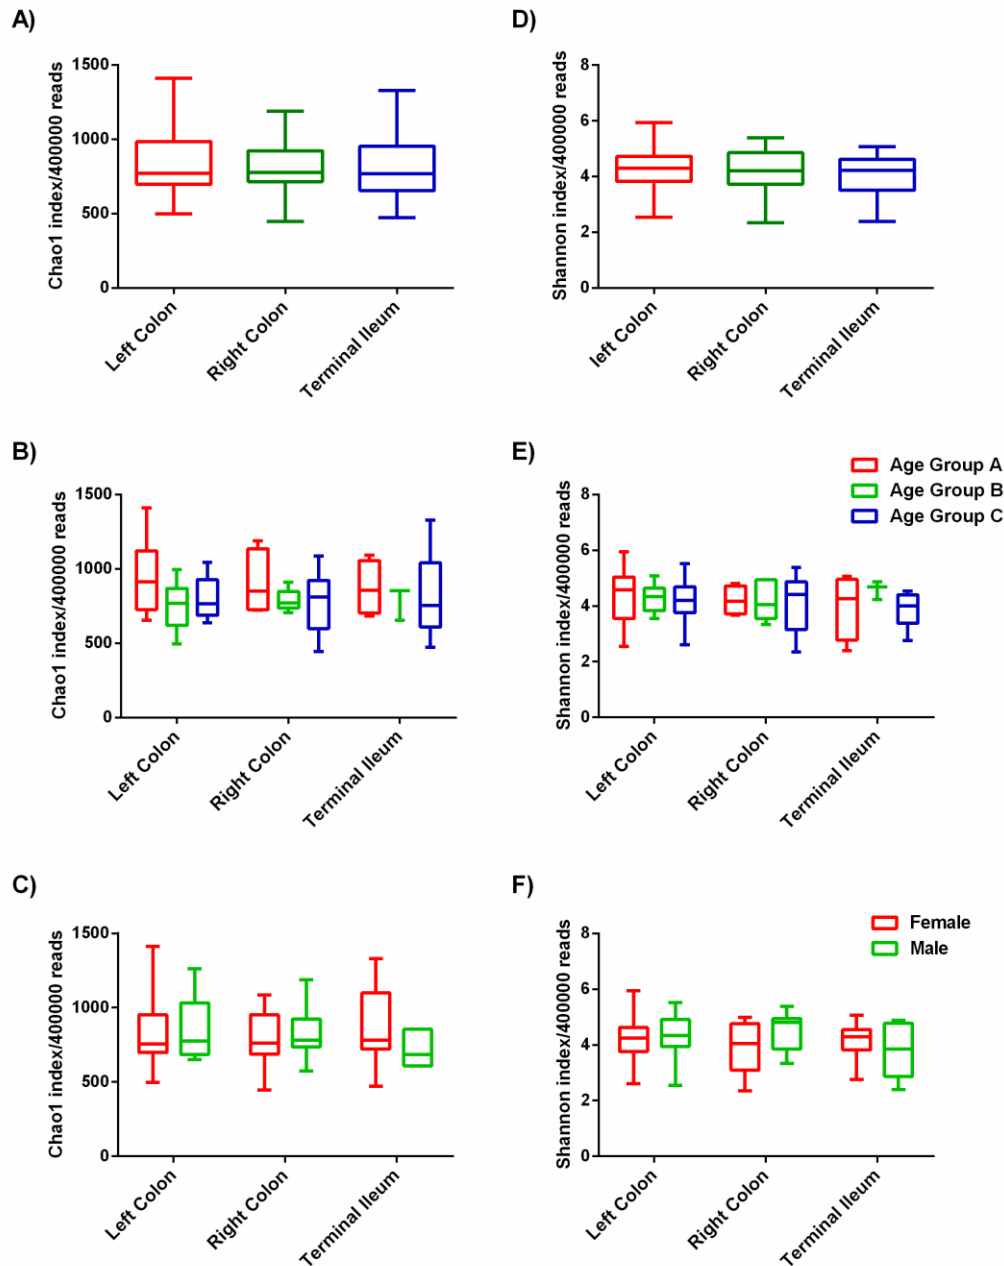 A)
Chao1 index/400000 reads
1500
1000
500
0
Left Colon
Right Colon
Terminal Ileum
D)
Shannon index/400000 reads
8
6
4
2
0
left Colon
Right Colon
Terminal Ileum
B)
Chao1 index/400000 reads
1500
1000
500
0
Left Colon
Right Colon
Terminal Ileum
E)
Shannon index/400000 reads
8
6
4
2
0
Left Colon
Right Colon
Terminal Ileum
Age Group A
Age Group B
Age Group C
C)
Chao1 index/400000 reads
1500
1000
500
0
Left Colon
Right Colon
Terminal Ileum
F)
Shannon index/400000 reads
8
6
4
2
0
Left Colon
Right Colon
Terminal Ileum
Female
Male